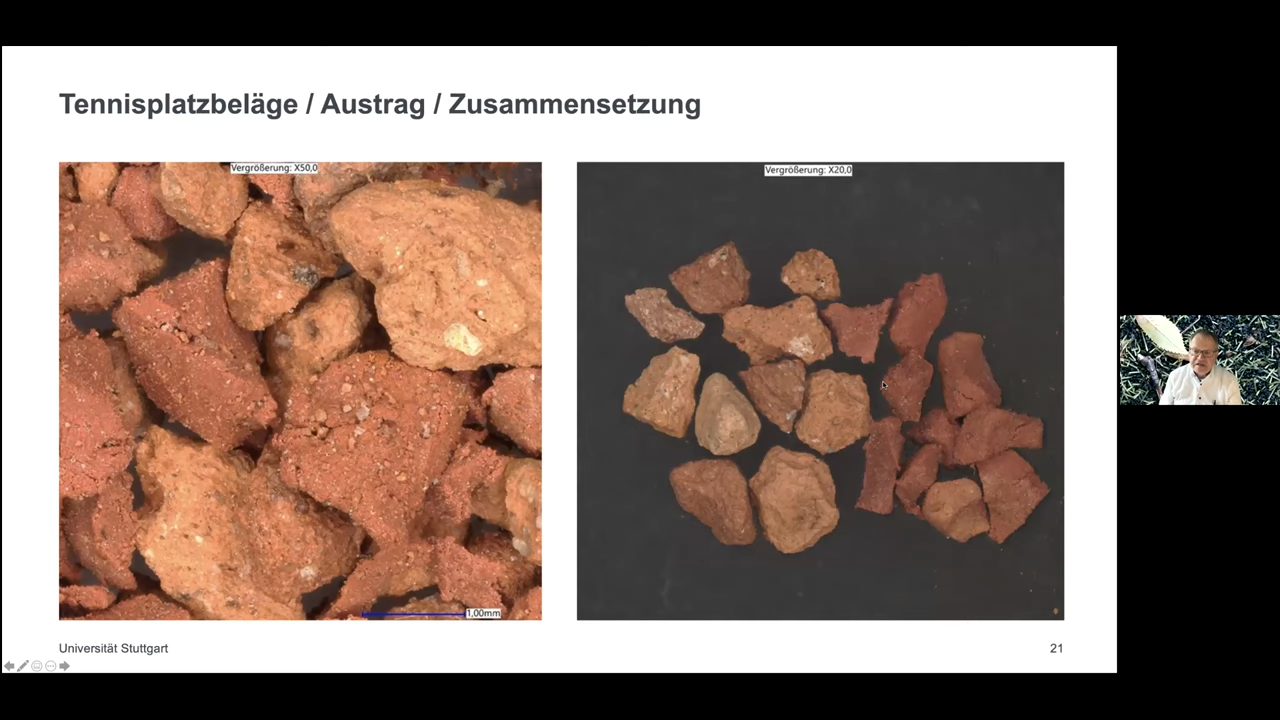 Tennisplatzbeläge / Austrag / Zusammensetzung
Vergrößerung: X50,0
Vergrößerung: X20,0
1,00mm
Universität Stuttgart
21